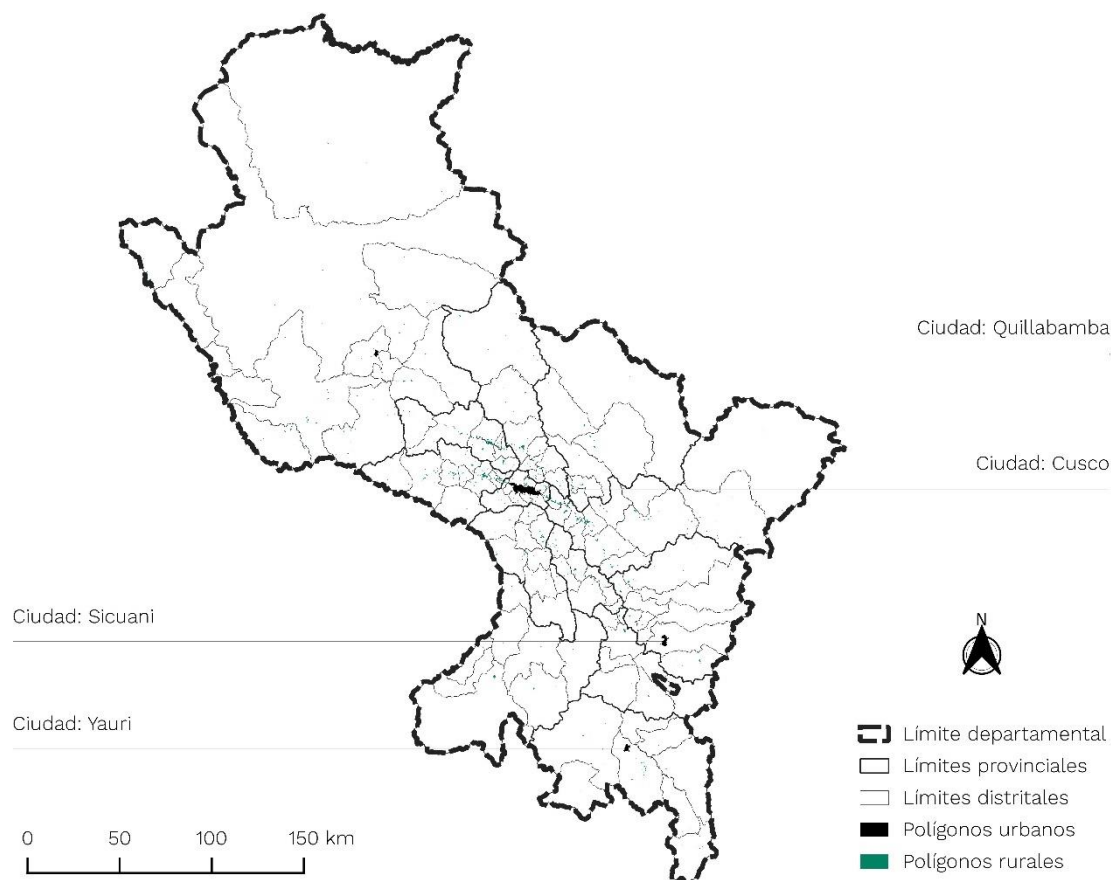 Ciudad: Quillabamba
Ciudad: Cusco
Ciudad: Sicuani
N
Ciudad: Yauri
Límite departamental
Límites provinciales
Límites distritales
Polígonos urbanos
Polígonos rurales
0 50 100 150 km